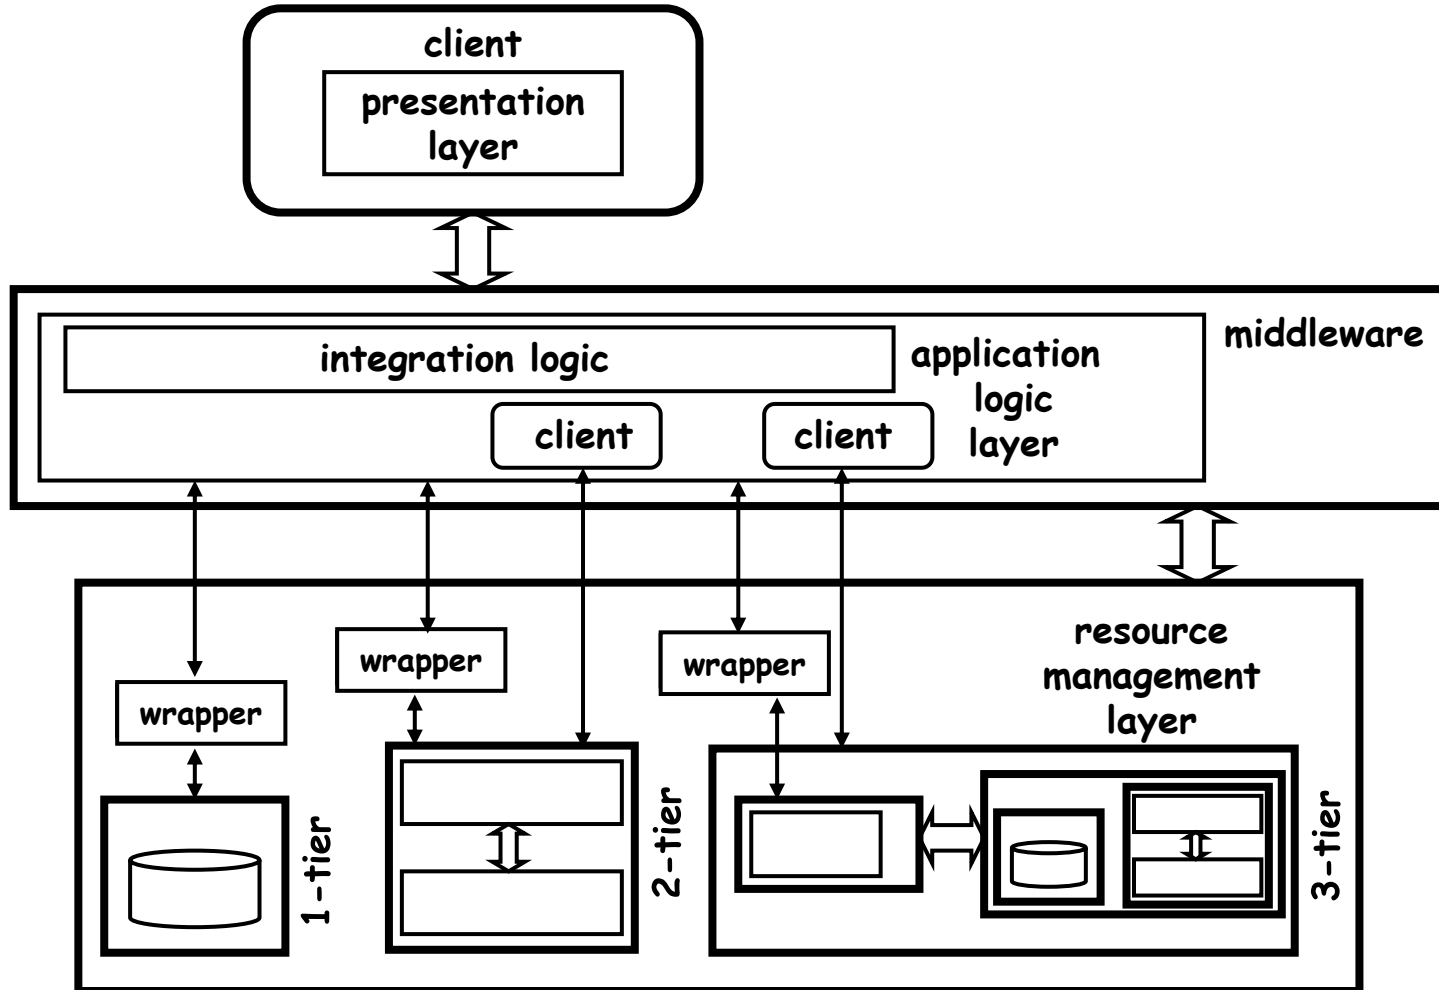 client
presentation
layer
middleware
integration logic
application
logic
layer
client
client
resource
management
layer
wrapper
wrapper
wrapper
1-tier
2-tier
3-tier